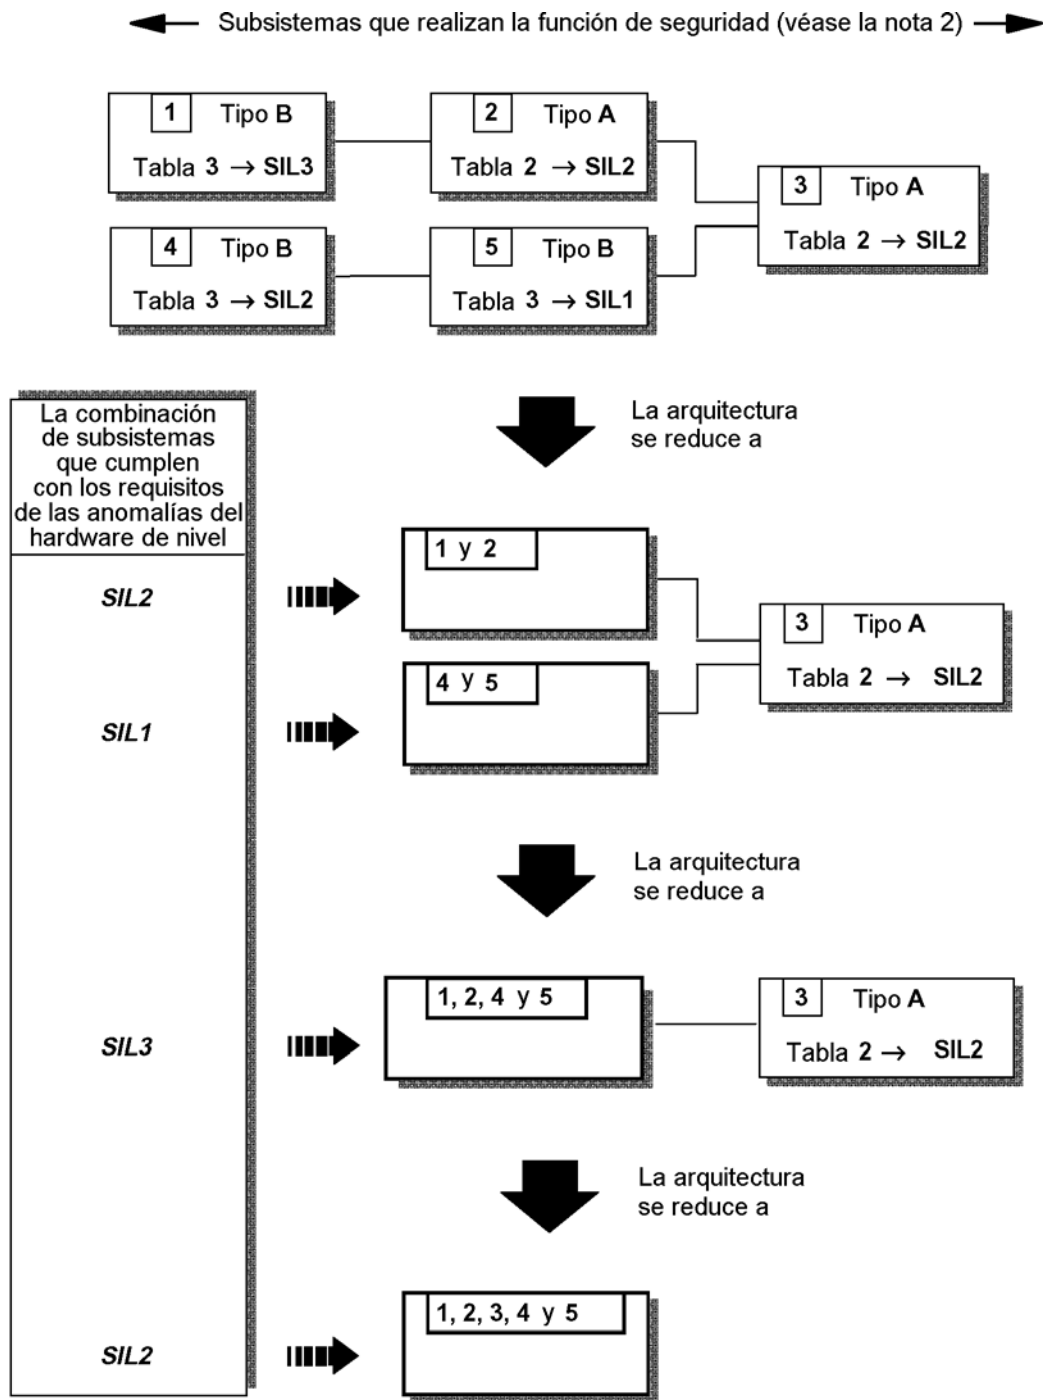 Subsistemas que realizan la función de seguridad (véase la nota 2)
1 Tipo B
Tabla 3 → SIL3
2 Tipo A
Tabla 2 → SIL2
3 Tipo A
Tabla 2 → SIL2
4 Tipo B
Tabla 3 → SIL2
5 Tipo B
Tabla 3 → SIL1
La combinación
de subsistemas
que cumplen
con los requisitos
de las anomalías del
hardware de nivel
La arquitectura
se reduce a
SIL2
1 y 2
3 Tipo A
Tabla 2 → SIL2
SIL1
4 y 5
La arquitectura
se reduce a
SIL3
1, 2, 4 y 5
3 Tipo A
Tabla 2 → SIL2
La arquitectura
se reduce a
SIL2
1, 2, 3, 4 y 5